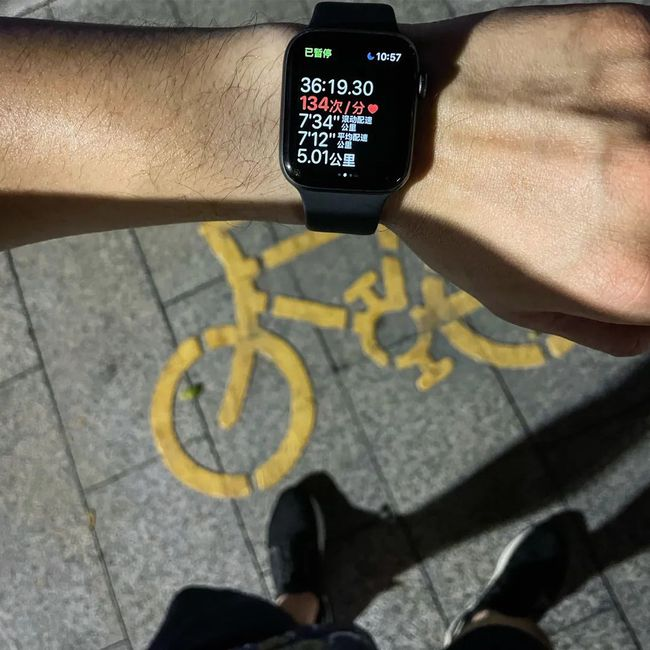 已暂停 10:57
36:19.30
134次/分
7'34" 滚动配速
公里
7'12" 平均配速
公里
5.01公里